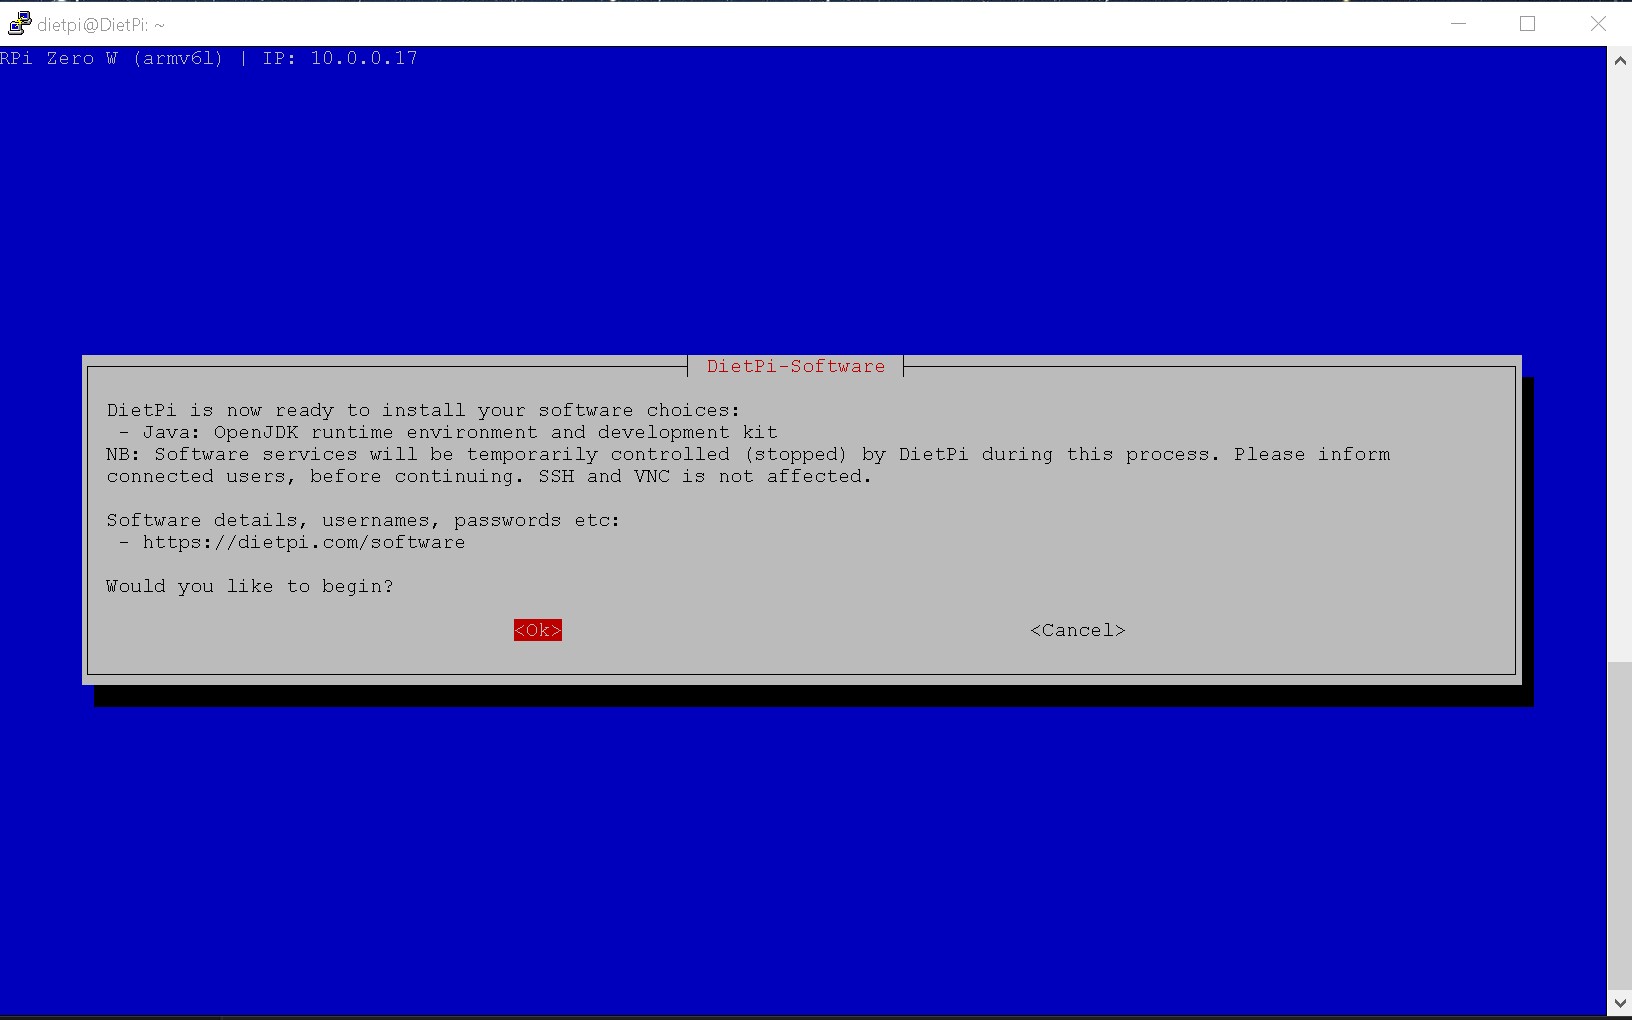 dietpi@DietPi: ~
RPi Zero W (armv6l) | IP: 10.0.0.17
DietPi-Software
DietPi is now ready to install your software choices:
- Java: OpenJDK runtime environment and development kit
NB: Software services will be temporarily controlled (stopped) by DietPi during this process. Please inform
connected users, before continuing. SSH and VNC is not affected.
Software details, usernames, passwords etc:
- https://dietpi.com/software
Would you like to begin?
<Ok> <Cancel>